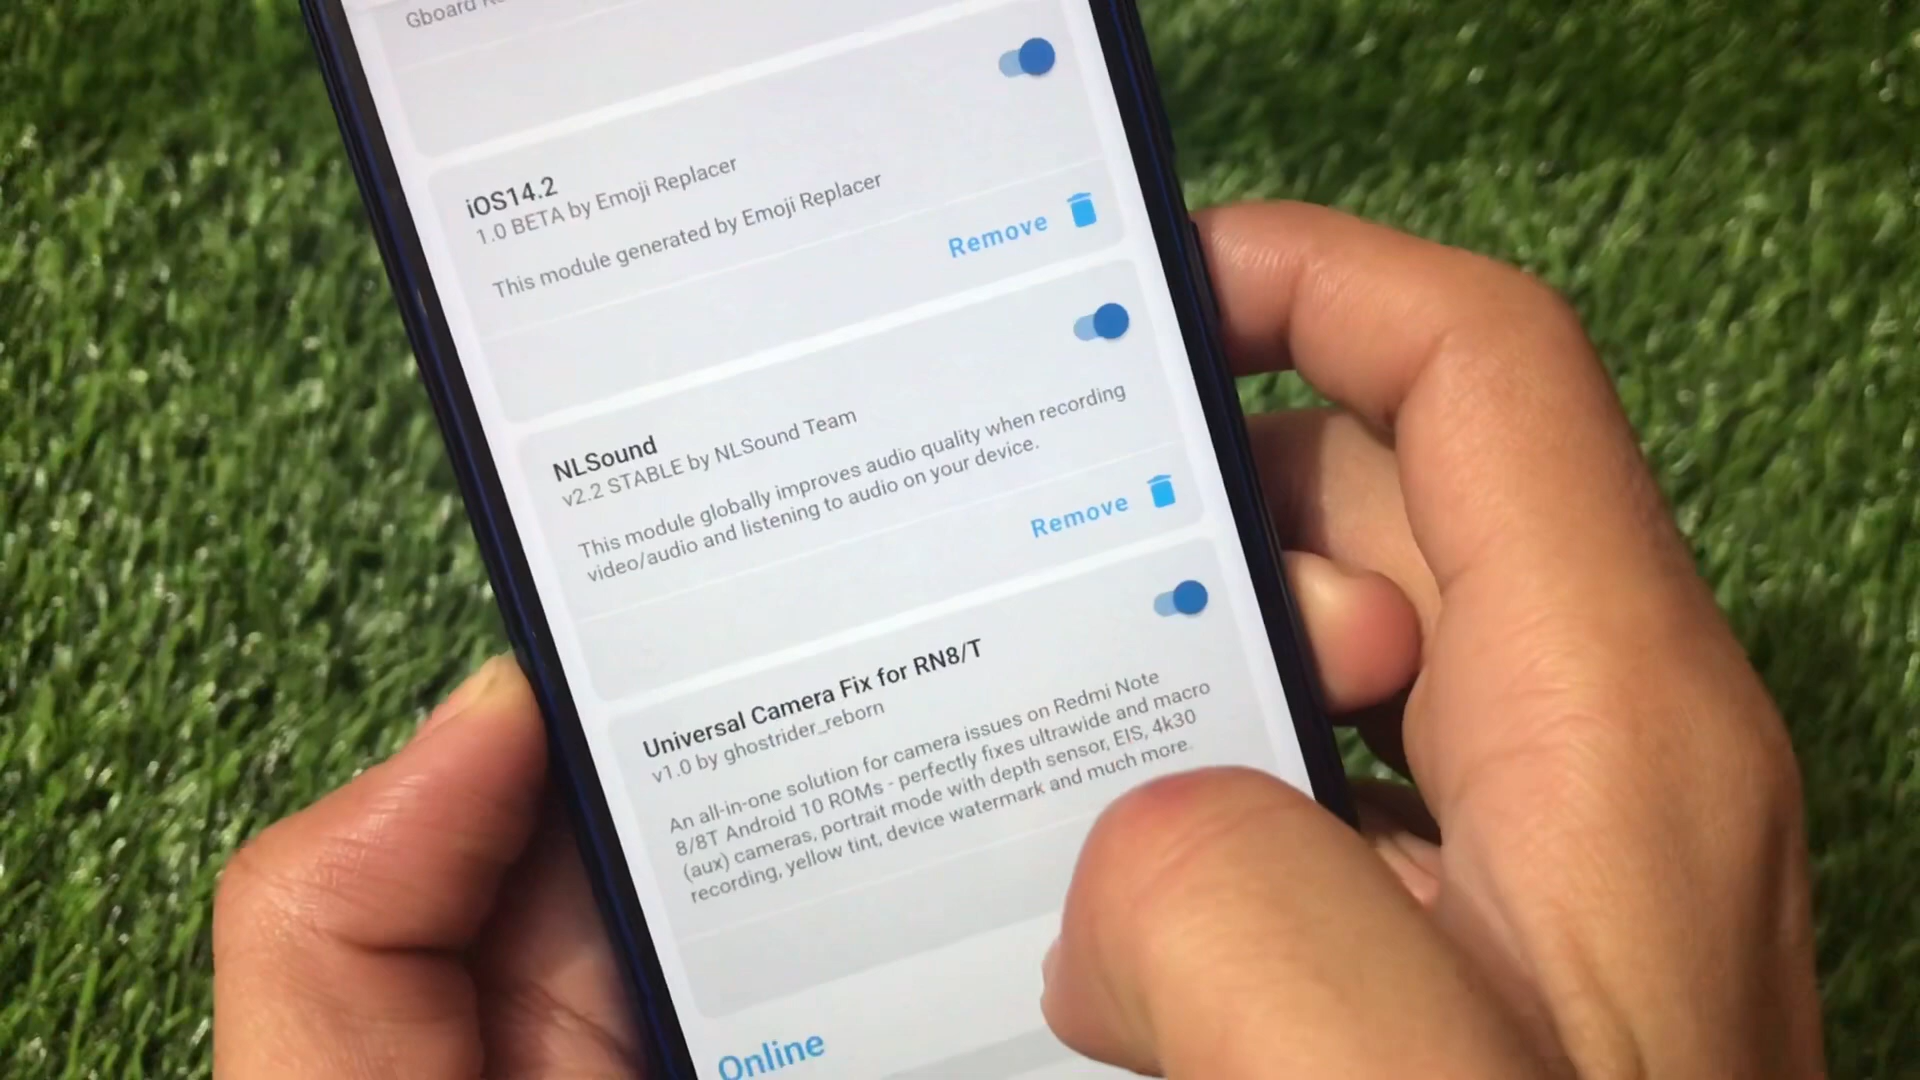 Gboard
iOS14.2
1.0 BETA by Emoji Replacer
This module generated by Emoji Replacer
Remove
NLSound
v2.2 STABLE by NLSound Team
This module globally improves audio quality when recording
video/audio and listening to audio on your device.
Remove
Universal Camera Fix for RN8/T
v1.0 by ghostrider_reborn
An all-in-one solution for camera issues on Redmi Note
8/8T Android 10 ROMs - perfectly fixes ultrawide and macro
(aux) cameras, portrait mode with depth sensor, EIS, 4k30
recording, yellow tint, device watermark and much more.
Online